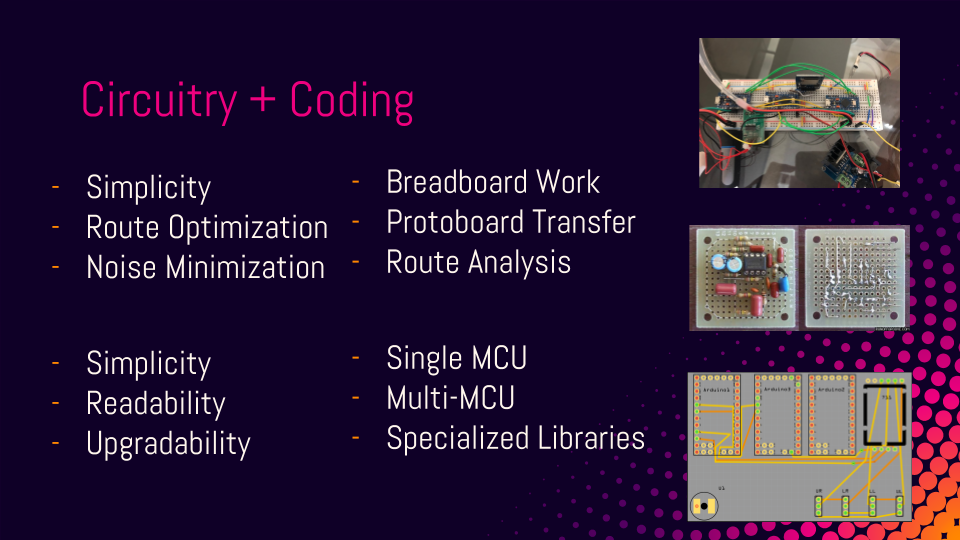 Circuitry + Coding
- Simplicity
- Route Optimization
- Noise Minimization
- Breadboard Work
- Protoboard Transfer
- Route Analysis
- Simplicity
- Readability
- Upgradability
- Single MCU
- Multi-MCU
- Specialized Libraries